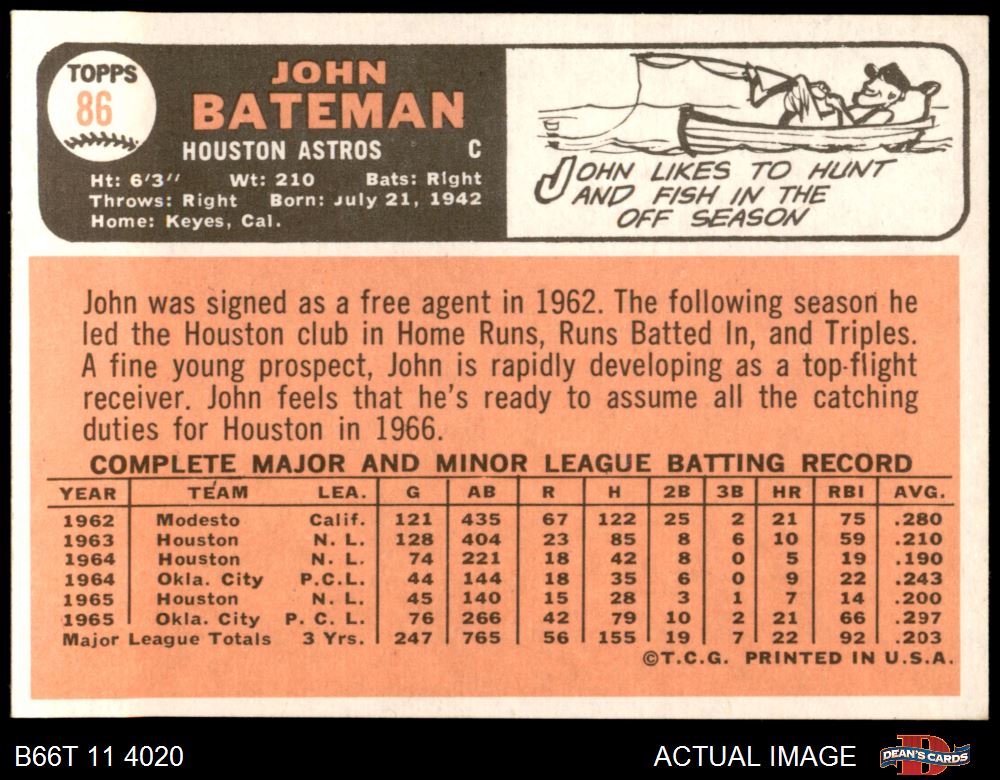 TOPPS
86
JOHN
BATEMAN
HOUSTON ASTROS C
Ht: 6'3" Wt: 210 Bats: Right
Throws: Right Born: July 21, 1942
Home: Keyes, Cal.
JOHN LIKES TO HUNT
AND FISH IN THE
OFF SEASON
John was signed as a free agent in 1962. The following season he
led the Houston club in Home Runs, Runs Batted In, and Triples.
A fine young prospect, John is rapidly developing as a top-flight
receiver. John feels that he's ready to assume all the catching
duties for Houston in 1966.
COMPLETE MAJOR AND MINOR LEAGUE BATTING RECORD
YEAR TEAM LEA. G AB R H 2B 3B HR RBI AVG.
1962 Modesto Calif. 121 435 67 122 25 2 21 75 .280
1963 Houston N. L. 128 404 23 85 8 6 10 59 .210
1964 Houston N. L. 74 221 18 42 8 0 5 19 .190
1964 Okla. City P.C.L. 44 144 18 35 6 0 9 22 .243
1965 Houston N. L. 45 140 15 28 3 1 7 14 .200
1965 Okla. City P. C. L. 76 266 42 79 10 2 21 66 .297
Major League Totals 3 Yrs. 247 765 56 155 19 7 22 92 .203
©T.C.G. PRINTED IN U.S.A.
B66T 11 4020 ACTUAL IMAGE DEAN'S CARDS